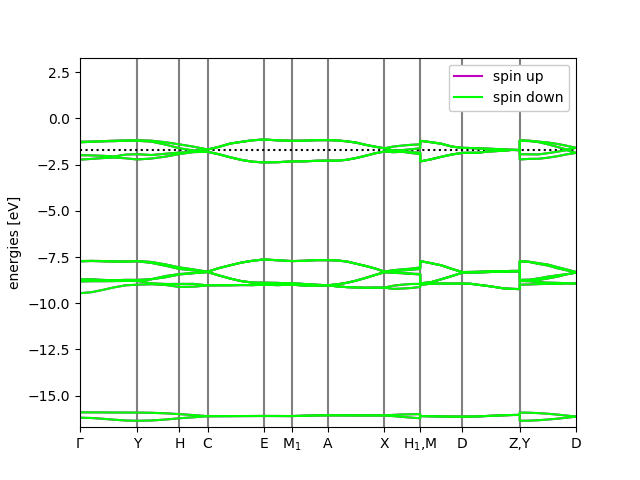 spin up
spin down
2.5
0.0
−2.5
−5.0
−7.5
−10.0
−12.5
−15.0
energies [eV]
Γ Y H C E M₁ A X H₁,M D Z,Y D